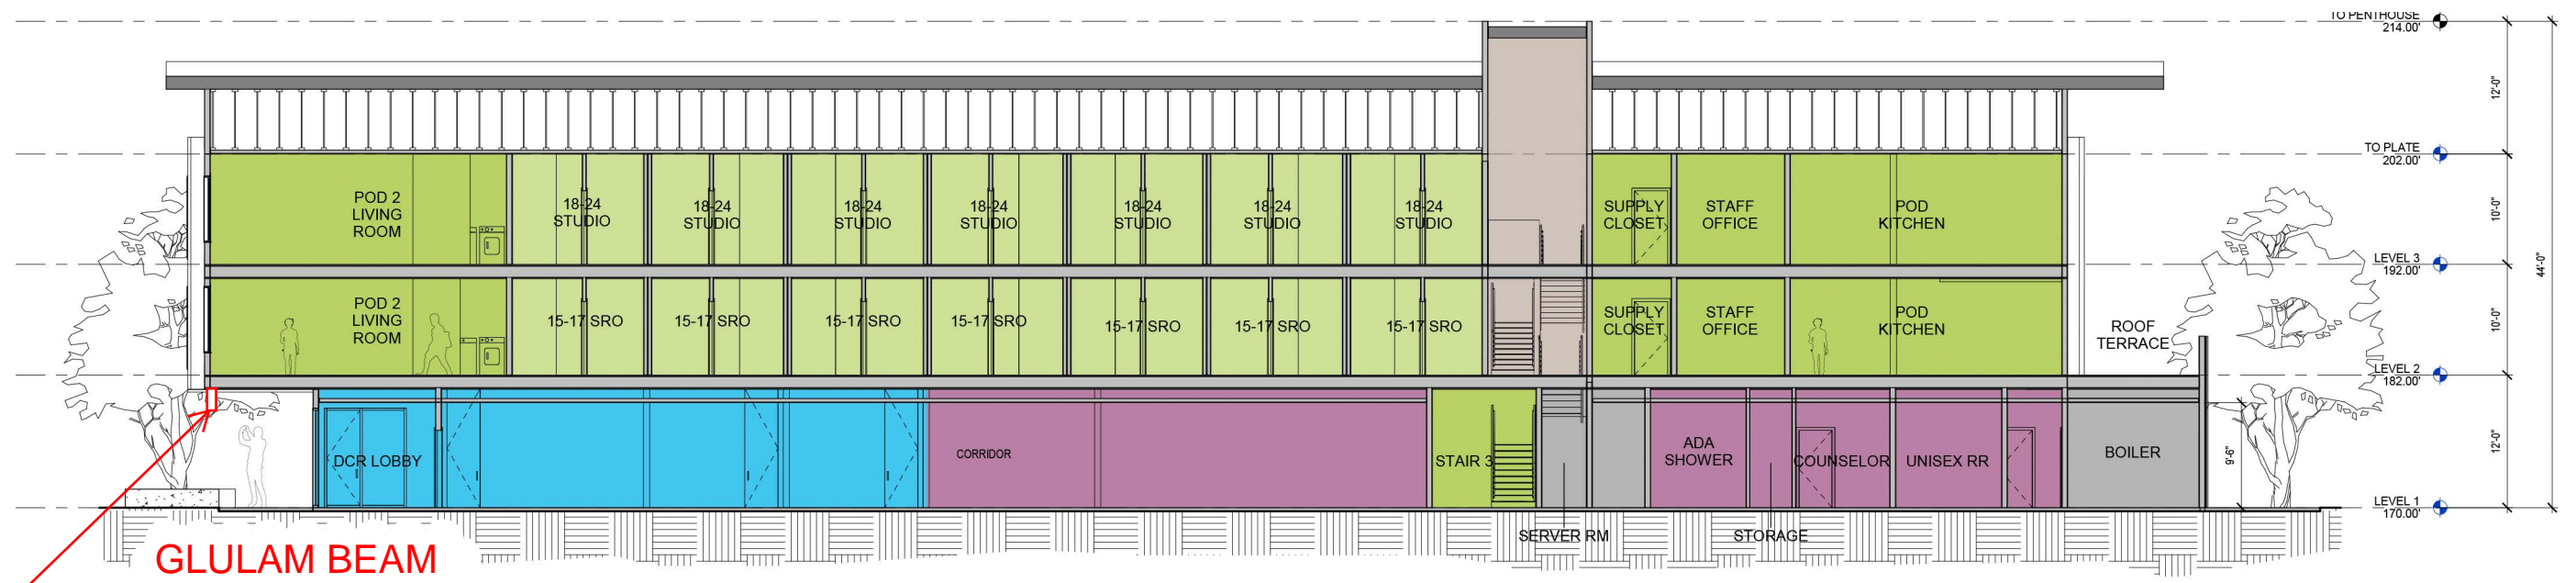 TO PENTHOUSE
214.00'
12'-0"
TO PLATE
202.00'
POD 2
LIVING
ROOM
18-24
STUDIO
18-24
STUDIO
18-24
STUDIO
18-24
STUDIO
18-24
STUDIO
18-24
STUDIO
18-24
STUDIO
SUPPLY
CLOSET
STAFF
OFFICE
POD
KITCHEN
10'-0"
LEVEL 3
192.00'
44'-0"
POD 2
LIVING
ROOM
15-17 SRO
15-17 SRO
15-17 SRO
15-17 SRO
15-17 SRO
15-17 SRO
15-17 SRO
SUPPLY
CLOSET
STAFF
OFFICE
POD
KITCHEN
ROOF
TERRACE
10'-0"
LEVEL 2
182.00'
DCR LOBBY
CORRIDOR
STAIR 3
ADA
SHOWER
COUNSELOR
UNISEX RR
BOILER
9'-6"
12'-0"
LEVEL 1
170.00'
SERVER RM
STORAGE
GLULAM BEAM